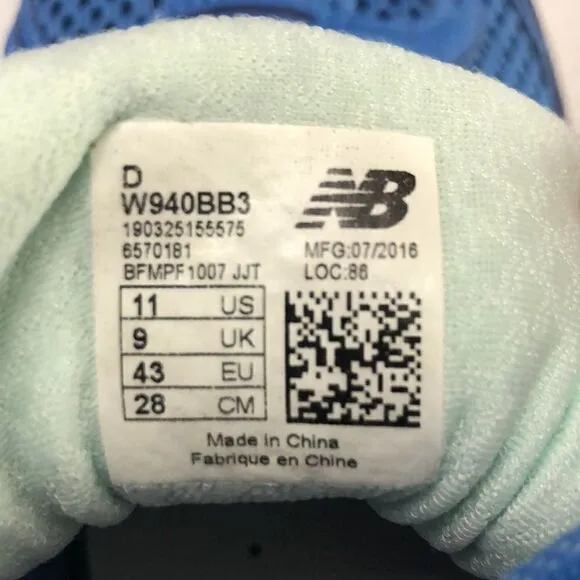 D
W940BB3
190325155575
6570181
BFMPF1007 JJT
NB
MFG:07/2016
LOC:86
11 US
9 UK
43 EU
28 CM
Made in China
Fabrique en Chine